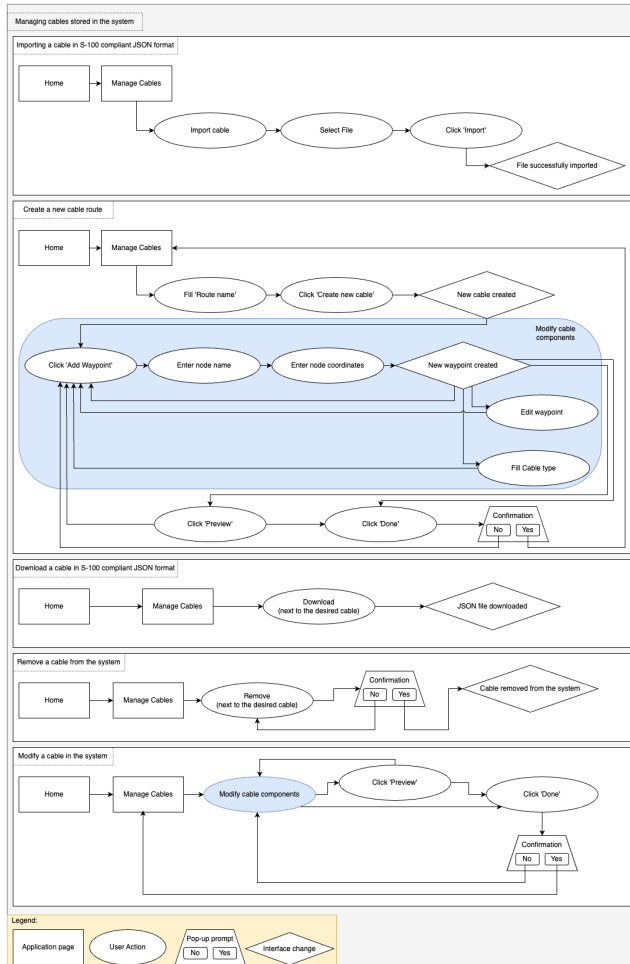 Managing cables stored in the system
Importing a cable in S-100 compliant JSON format
Home
Manage Cables
Import cable
Select File
Click 'Import'
File successfully imported
Create a new cable route
Home
Manage Cables
Fill 'Route name'
Click 'Create new cable'
New cable created
Modify cable
components
Click 'Add Waypoint'
Enter node name
Enter node coordinates
New waypoint created
Edit waypoint
Fill Cable type
Click 'Preview'
Click 'Done'
Confirmation
No
Yes
Download a cable in S-100 compliant JSON format
Home
Manage Cables
Download
(next to the desired cable)
JSON file downloaded
Remove a cable from the system
Home
Manage Cables
Remove
(next to the desired cable)
Confirmation
No
Yes
Cable removed from the system
Modify a cable in the system
Home
Manage Cables
Modify cable components
Click 'Preview'
Click 'Done'
Confirmation
No
Yes
Legend:
Application page
User Action
Pop-up prompt
No
Yes
Interface change